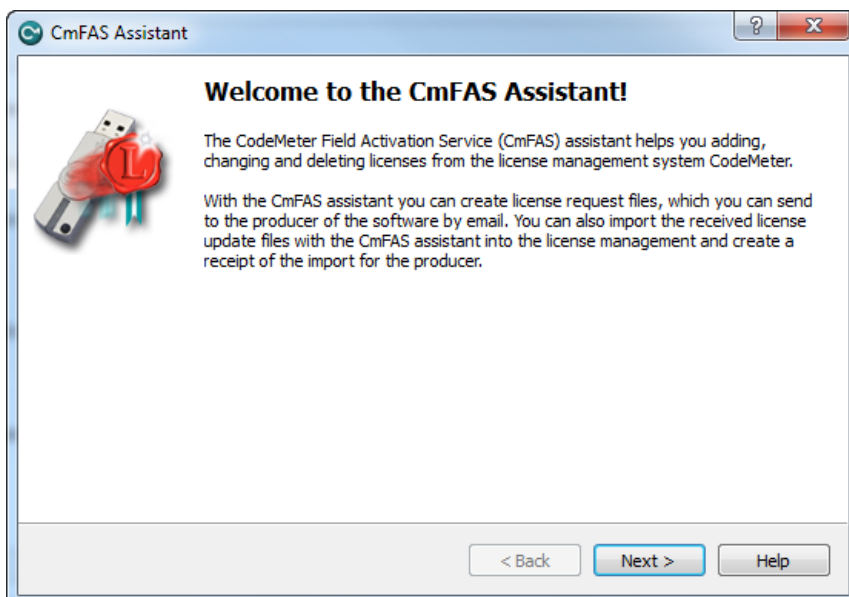 CmFAS Assistant
?
X
Welcome to the CmFAS Assistant!
The CodeMeter Field Activation Service (CmFAS) assistant helps you adding,
changing and deleting licenses from the license management system CodeMeter.
With the CmFAS assistant you can create license request files, which you can send
to the producer of the software by email. You can also import the received license
update files with the CmFAS assistant into the license management and create a
receipt of the import for the producer.
L
< Back
Next >
Help